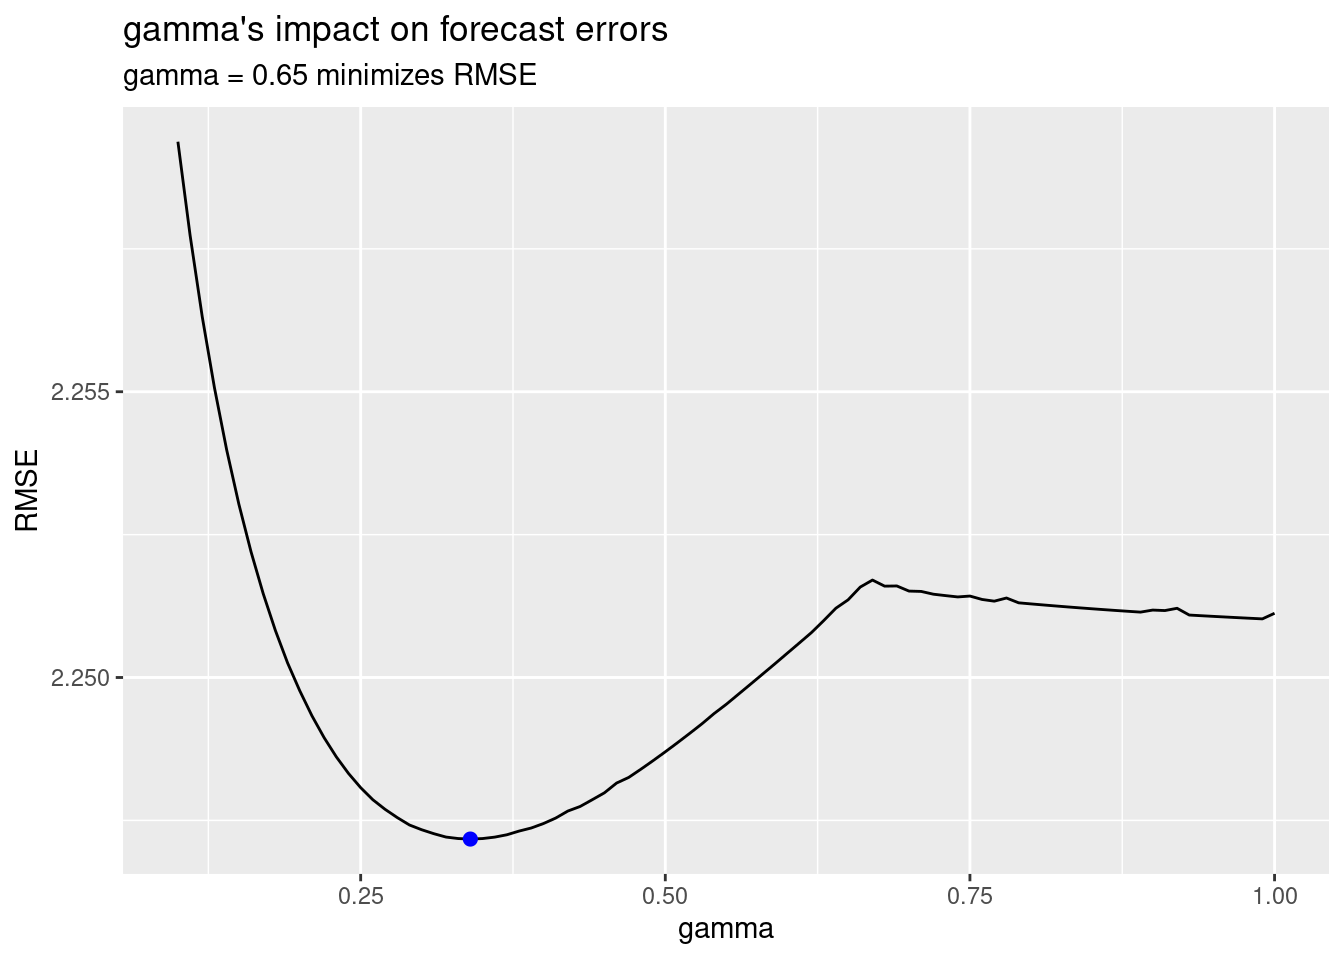 gamma's impact on forecast errors
gamma = 0.65 minimizes RMSE
RMSE
2.255
2.250
0.25 0.50 0.75 1.00
gamma